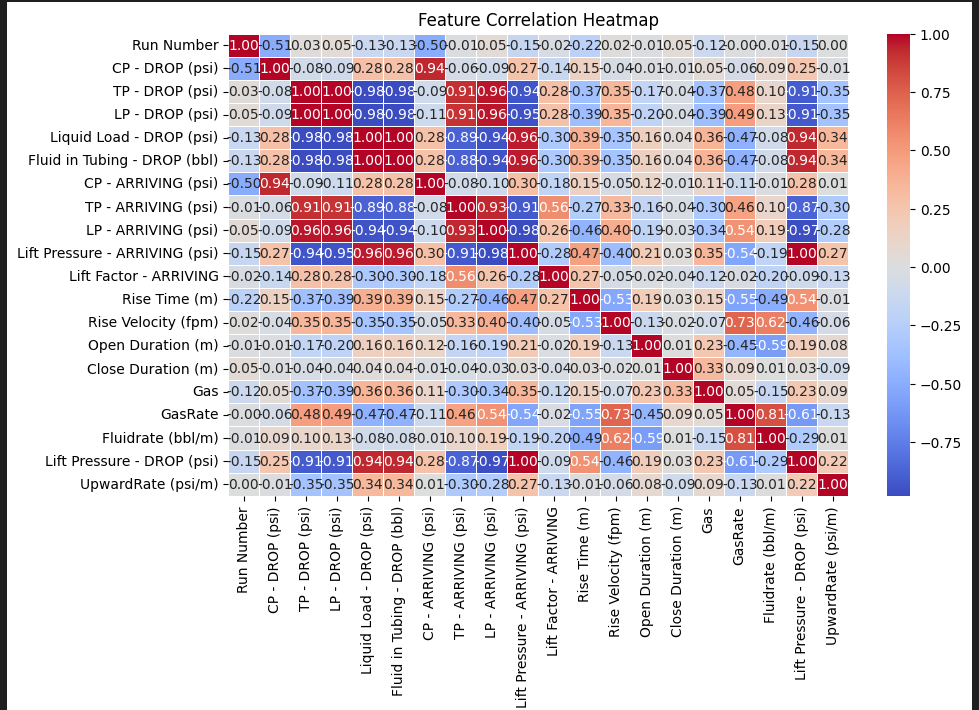 Feature Correlation Heatmap
Run Number 1.00 -0.51 0.03 0.05 -0.13 -0.13 -0.50 -0.01 0.05 -0.15 -0.02 -0.22 0.02 -0.01 0.05 -0.12 -0.00 -0.01 -0.15 0.00
CP - DROP (psi) -0.51 1.00 -0.08 -0.09 0.28 0.28 0.94 -0.06 -0.09 0.27 -0.14 0.15 -0.04 -0.01 -0.01 0.05 -0.06 0.09 0.25 -0.01
TP - DROP (psi) 0.03 -0.08 1.00 1.00 -0.98 -0.98 -0.09 0.91 0.96 -0.94 0.28 -0.37 0.35 -0.17 -0.04 -0.37 0.48 0.10 -0.91 -0.35
LP - DROP (psi) 0.05 -0.09 1.00 1.00 -0.98 -0.98 -0.11 0.91 0.96 -0.95 0.28 -0.39 0.35 -0.20 -0.04 -0.39 0.49 0.13 -0.91 -0.35
Liquid Load - DROP (psi) -0.13 0.28 -0.98 -0.98 1.00 1.00 0.28 -0.89 -0.94 0.96 -0.30 0.39 -0.35 0.16 0.04 0.36 -0.47 -0.08 0.94 0.34
Fluid in Tubing - DROP (bbl) -0.13 0.28 -0.98 -0.98 1.00 1.00 0.28 -0.88 -0.94 0.96 -0.30 0.39 -0.35 0.16 0.04 0.36 -0.47 -0.08 0.94 0.34
CP - ARRIVING (psi) -0.50 0.94 -0.09 -0.11 0.28 0.28 1.00 -0.08 -0.10 0.30 -0.18 0.15 -0.05 0.12 -0.01 0.11 -0.11 -0.01 0.28 0.01
TP - ARRIVING (psi) -0.01 -0.06 0.91 0.91 -0.89 -0.88 -0.08 1.00 0.93 -0.91 0.56 -0.27 0.33 -0.16 -0.04 -0.30 0.46 0.10 -0.87 -0.30
LP - ARRIVING (psi) 0.05 -0.09 0.96 0.96 -0.94 -0.94 -0.10 0.93 1.00 -0.98 0.26 -0.46 0.40 -0.19 -0.03 -0.34 0.54 0.19 -0.97 -0.28
Lift Pressure - ARRIVING (psi) -0.15 0.27 -0.94 -0.95 0.96 0.96 0.30 -0.91 -0.98 1.00 -0.28 0.47 -0.40 0.21 0.03 0.35 -0.54 -0.19 1.00 0.27
Lift Factor - ARRIVING -0.02 -0.14 0.28 0.28 -0.30 -0.30 -0.18 0.56 0.26 -0.28 1.00 0.27 -0.05 -0.02 -0.04 -0.12 -0.02 -0.20 -0.09 -0.13
Rise Time (m) -0.22 0.15 -0.37 -0.39 0.39 0.39 0.15 -0.27 -0.46 0.47 0.27 1.00 -0.53 0.19 0.03 0.15 -0.55 -0.49 0.54 -0.01
Rise Velocity (fpm) 0.02 -0.04 0.35 0.35 -0.35 -0.35 -0.05 0.33 0.40 -0.40 -0.05 -0.53 1.00 -0.13 -0.02 -0.07 0.73 0.62 -0.46 -0.06
Open Duration (m) -0.01 -0.01 -0.17 -0.20 0.16 0.16 0.12 -0.16 -0.19 0.21 -0.02 0.19 -0.13 1.00 0.01 0.23 -0.45 -0.59 0.19 0.08
Close Duration (m) 0.05 -0.01 -0.04 -0.04 0.04 0.04 -0.01 -0.04 -0.03 0.03 -0.04 0.03 -0.02 0.01 1.00 0.33 0.09 0.01 0.03 -0.09
Gas -0.12 0.05 -0.37 -0.39 0.36 0.36 0.11 -0.30 -0.34 0.35 -0.12 0.15 -0.07 0.23 0.33 1.00 0.05 -0.15 0.23 0.09
GasRate -0.00 -0.06 0.48 0.49 -0.47 -0.47 -0.11 0.46 0.54 -0.54 -0.02 -0.55 0.73 -0.45 0.09 0.05 1.00 0.81 -0.61 -0.13
Fluidrate (bbl/m) -0.01 0.09 0.10 0.13 -0.08 -0.08 -0.01 0.10 0.19 -0.19 -0.20 -0.49 0.62 -0.59 0.01 -0.15 0.81 1.00 -0.29 0.01
Lift Pressure - DROP (psi) -0.15 0.25 -0.91 -0.91 0.94 0.94 0.28 -0.87 -0.97 1.00 -0.09 0.54 -0.46 0.19 0.03 0.23 -0.61 -0.29 1.00 0.22
UpwardRate (psi/m) 0.00 -0.01 -0.35 -0.35 0.34 0.34 0.01 -0.30 -0.28 0.27 -0.13 -0.01 -0.06 0.08 -0.09 0.09 -0.13 0.01 0.22 1.00
Run Number
CP - DROP (psi)
TP - DROP (psi)
LP - DROP (psi)
Liquid Load - DROP (psi)
Fluid in Tubing - DROP (bbl)
CP - ARRIVING (psi)
TP - ARRIVING (psi)
LP - ARRIVING (psi)
Lift Pressure - ARRIVING (psi)
Lift Factor - ARRIVING
Rise Time (m)
Rise Velocity (fpm)
Open Duration (m)
Close Duration (m)
Gas
GasRate
Fluidrate (bbl/m)
Lift Pressure - DROP (psi)
UpwardRate (psi/m)
1.00
0.75
0.50
0.25
0.00
−0.25
−0.50
−0.75